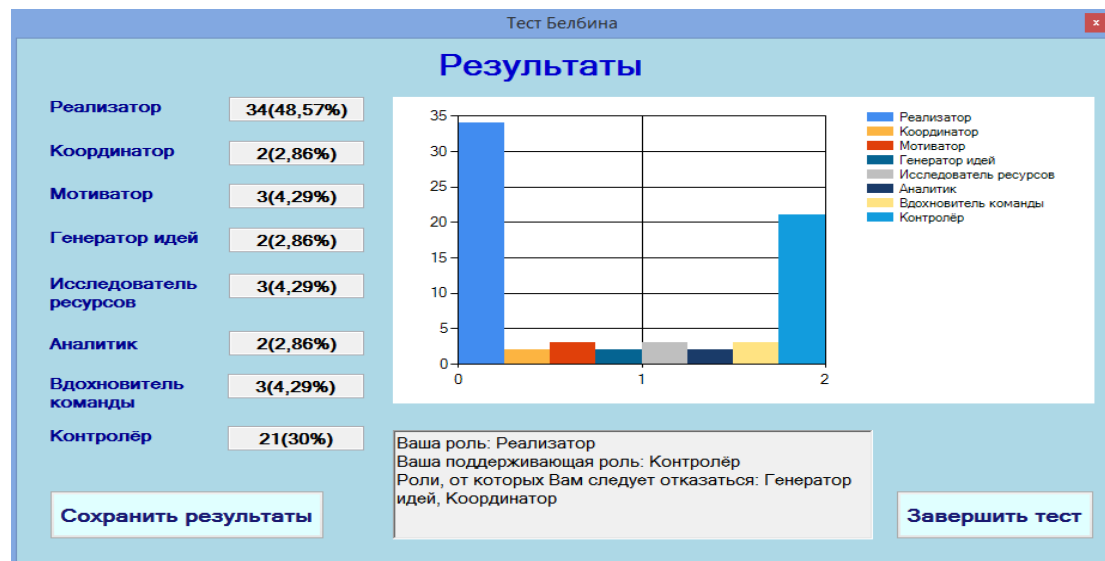 Тест Белбина
x
Результаты
Реализатор
34(48,57%)
Координатор
2(2,86%)
Мотиватор
3(4,29%)
Генератор идей
2(2,86%)
Исследователь
ресурсов
3(4,29%)
Аналитик
2(2,86%)
Вдохновитель
команды
3(4,29%)
Контролёр
21(30%)
35
30
25
20
15
10
5
0
0
1
2
Реализатор
Координатор
Мотиватор
Генератор идей
Исследователь ресурсов
Аналитик
Вдохновитель команды
Контролёр
Ваша роль: Реализатор
Ваша поддерживающая роль: Контролёр
Роли, от которых Вам следует отказаться: Генератор
идей, Координатор
Сохранить результаты
Завершить тест